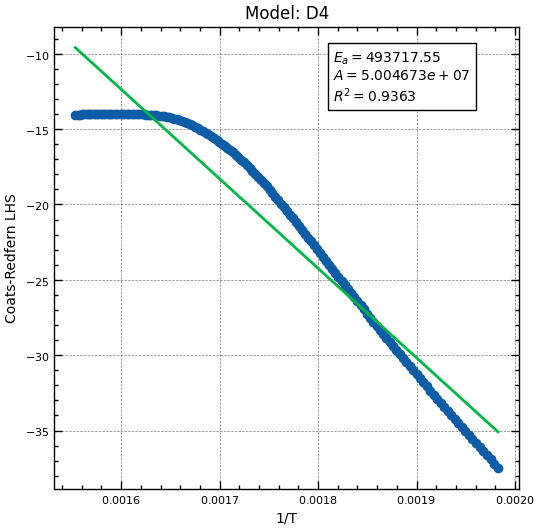 Model: D4
E_a = 493717.55
A = 5.004673e + 07
R² = 0.9363
Coats-Redfern LHS
−10
−15
−20
−25
−30
−35
0.0016
0.0017
0.0018
0.0019
0.0020
1/T